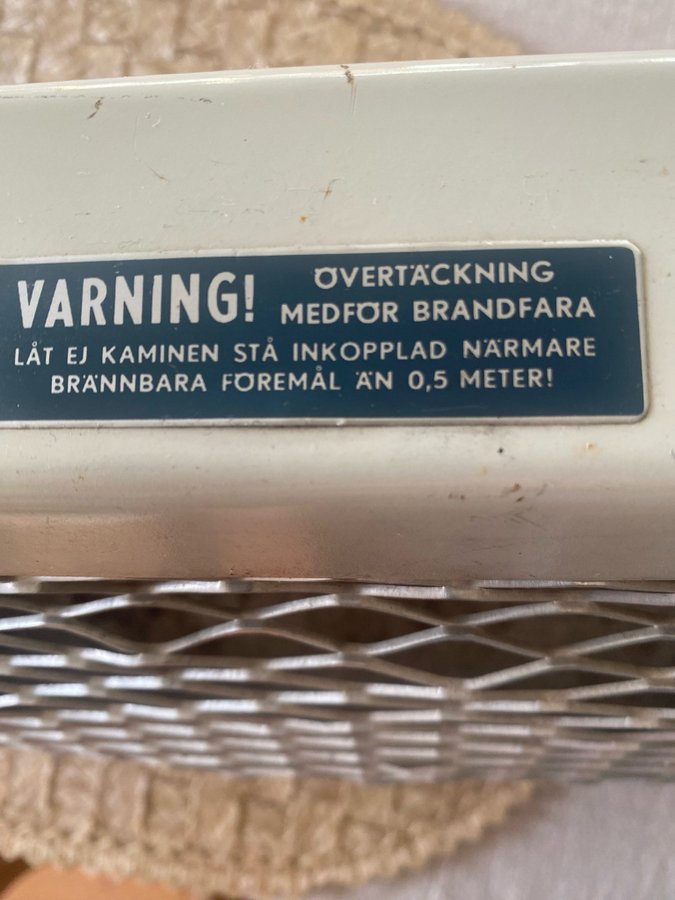 VARNING! ÖVERTÄCKNING
MEDFÖR BRANDFARA
LÅT EJ KAMINEN STÅ INKOPPLAD NÄRMARE
BRÄNNBARA FÖREMÅL ÄN 0,5 METER!